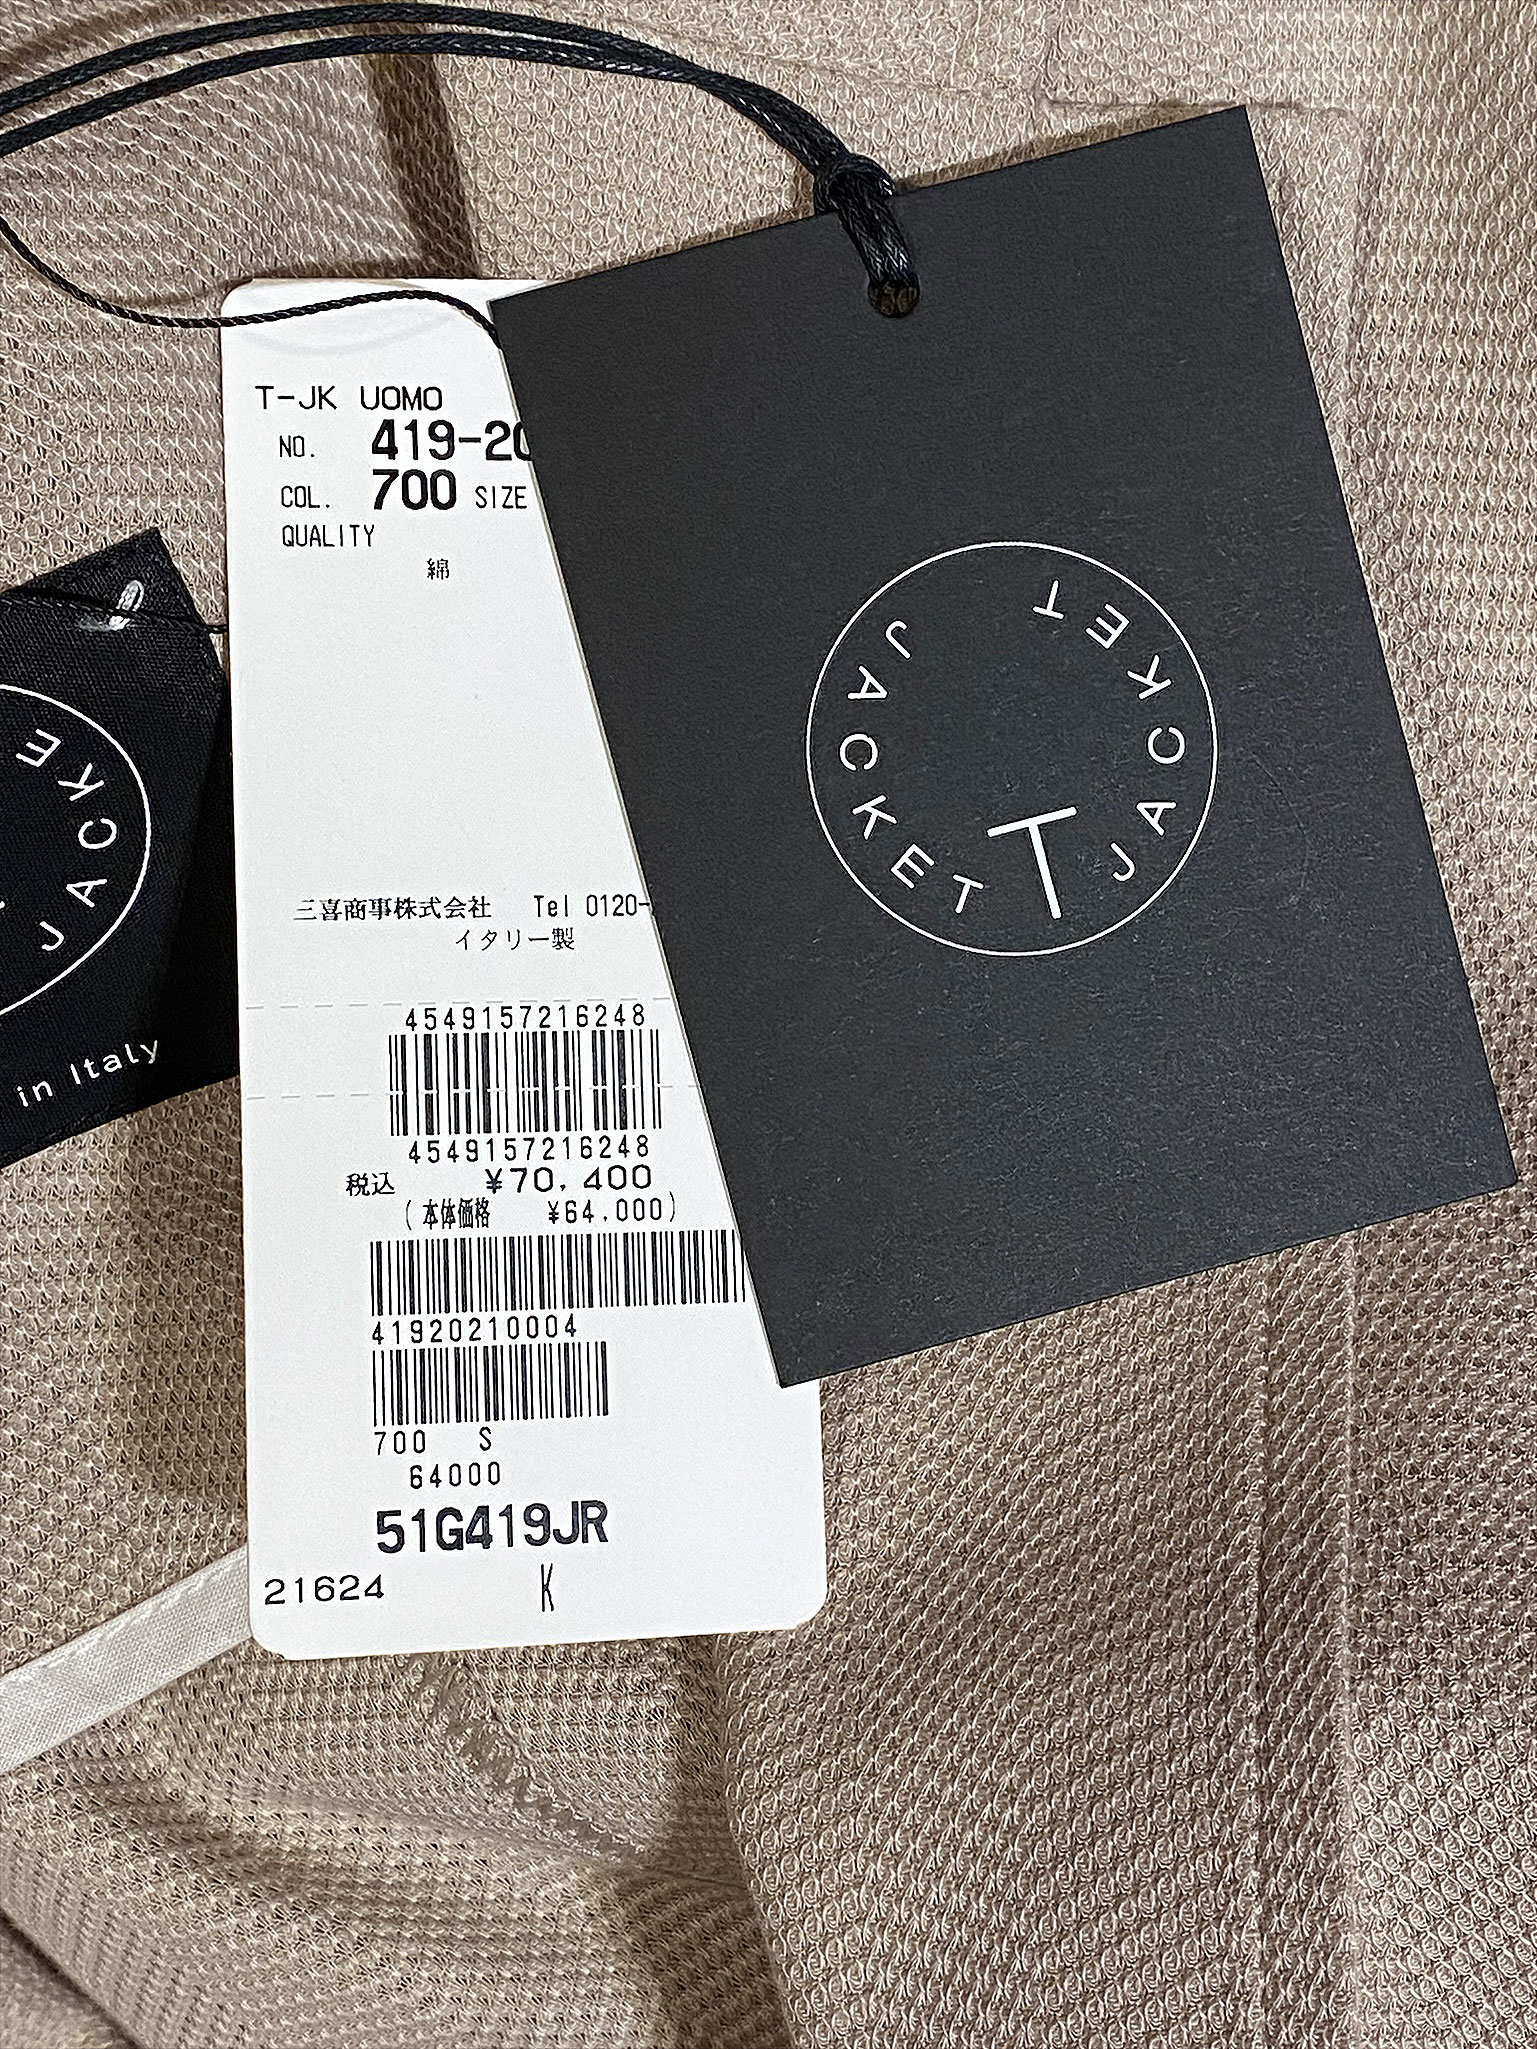 T-JK UOMO
NO. 419-20
COL. 700 SIZE
QUALITY
綿
三喜商事株式会社 Tel 0120-
イタリー製
4549157216248
4549157216248
税込 ¥70,400
(本体価格 ¥64,000)
41920210004
700 S
64000
51G419JR
21624 K
JACKET T JACKET
JACKE
in Italy